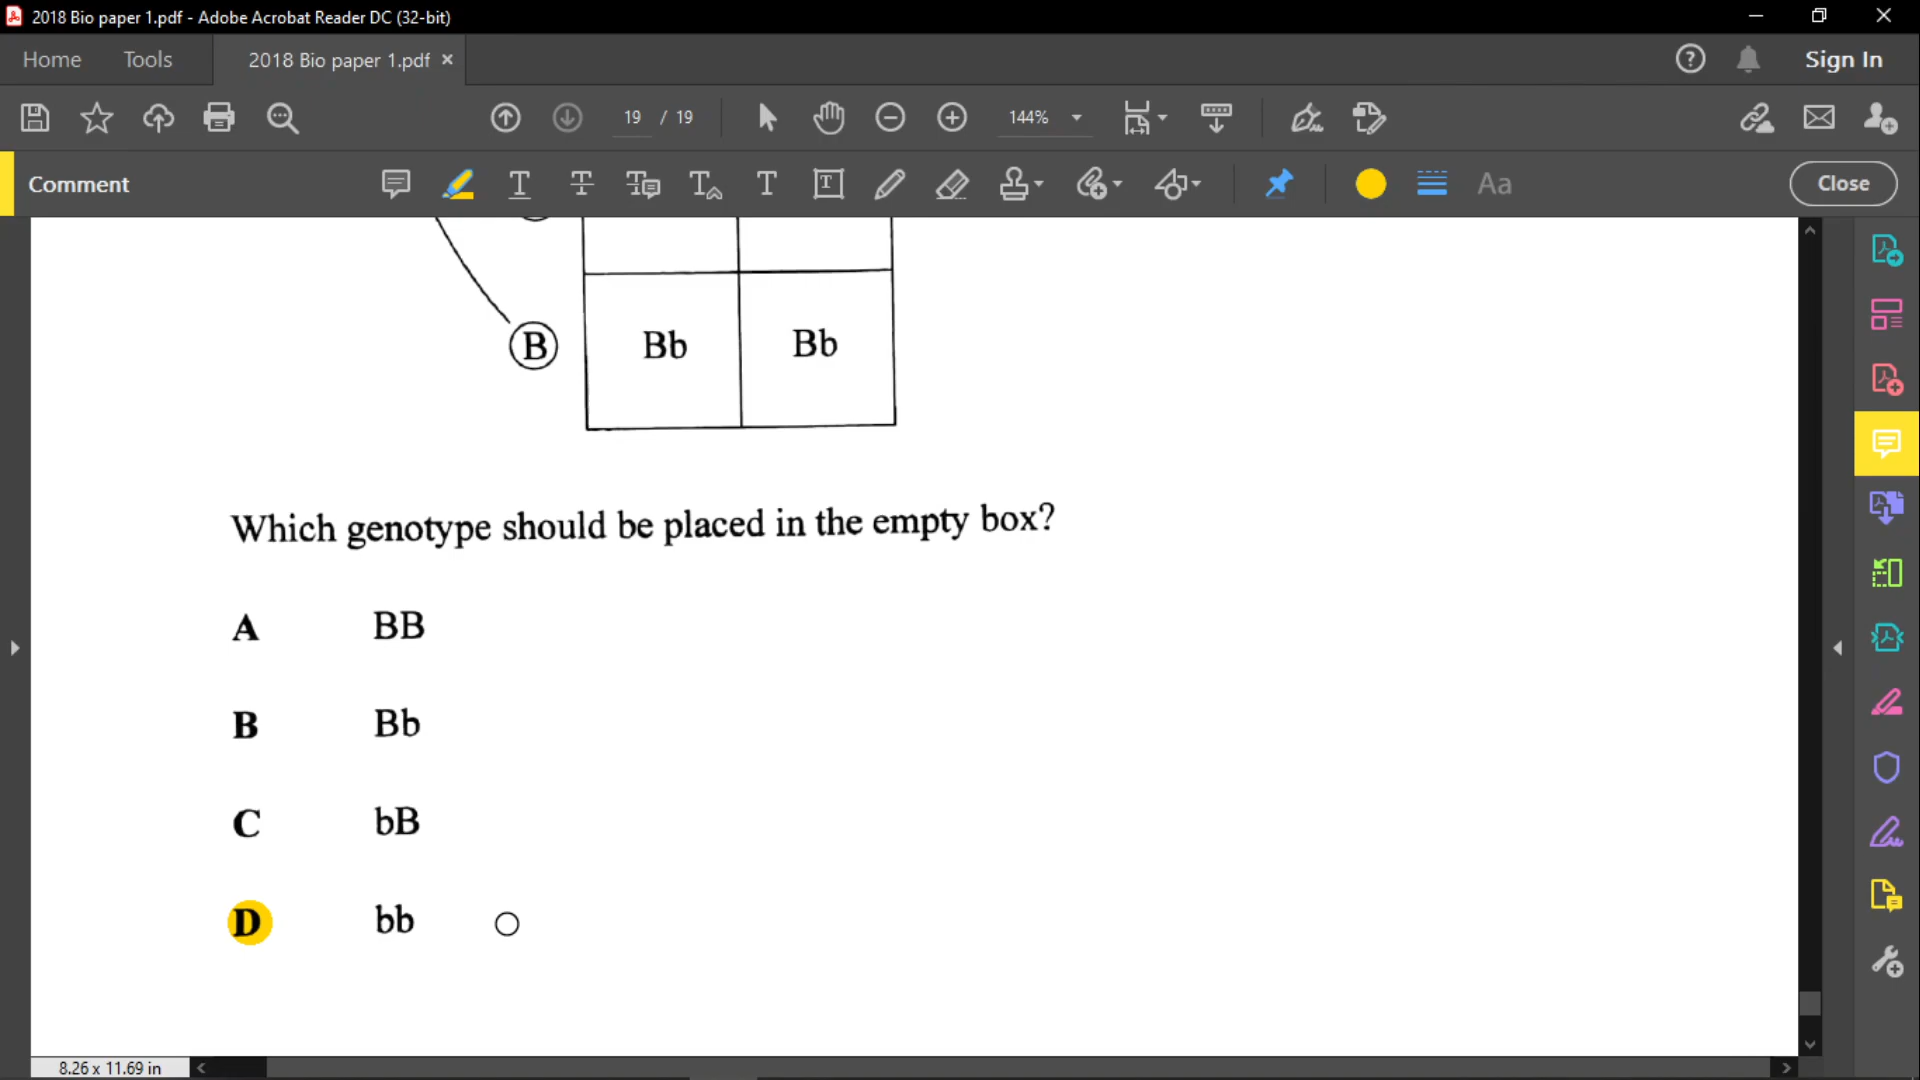 2018 Bio paper 1.pdf - Adobe Acrobat Reader DC (32-bit)
Home Tools 2018 Bio paper 1.pdf × Sign In
19 / 19 144%
Comment Aa Close
B Bb Bb
Which genotype should be placed in the empty box?
A BB
B Bb
C bB
D bb
8.26 x 11.69 in